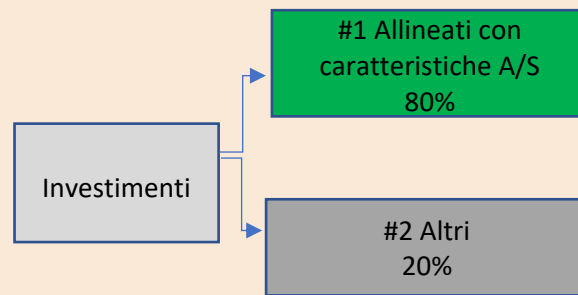 #1 Allineati con
caratteristiche A/S
80%
Investimenti
#2 Altri
20%